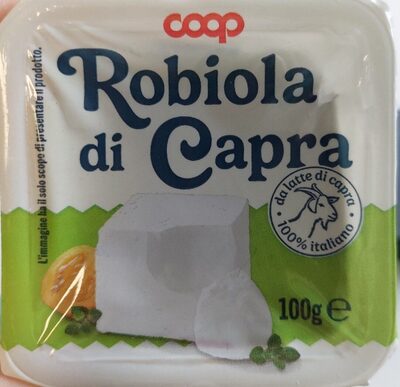 coop
Robiola
di Capra
da latte di capra
100% italiano
100g e
L'immagine ha il solo scopo di presentare il prodotto.